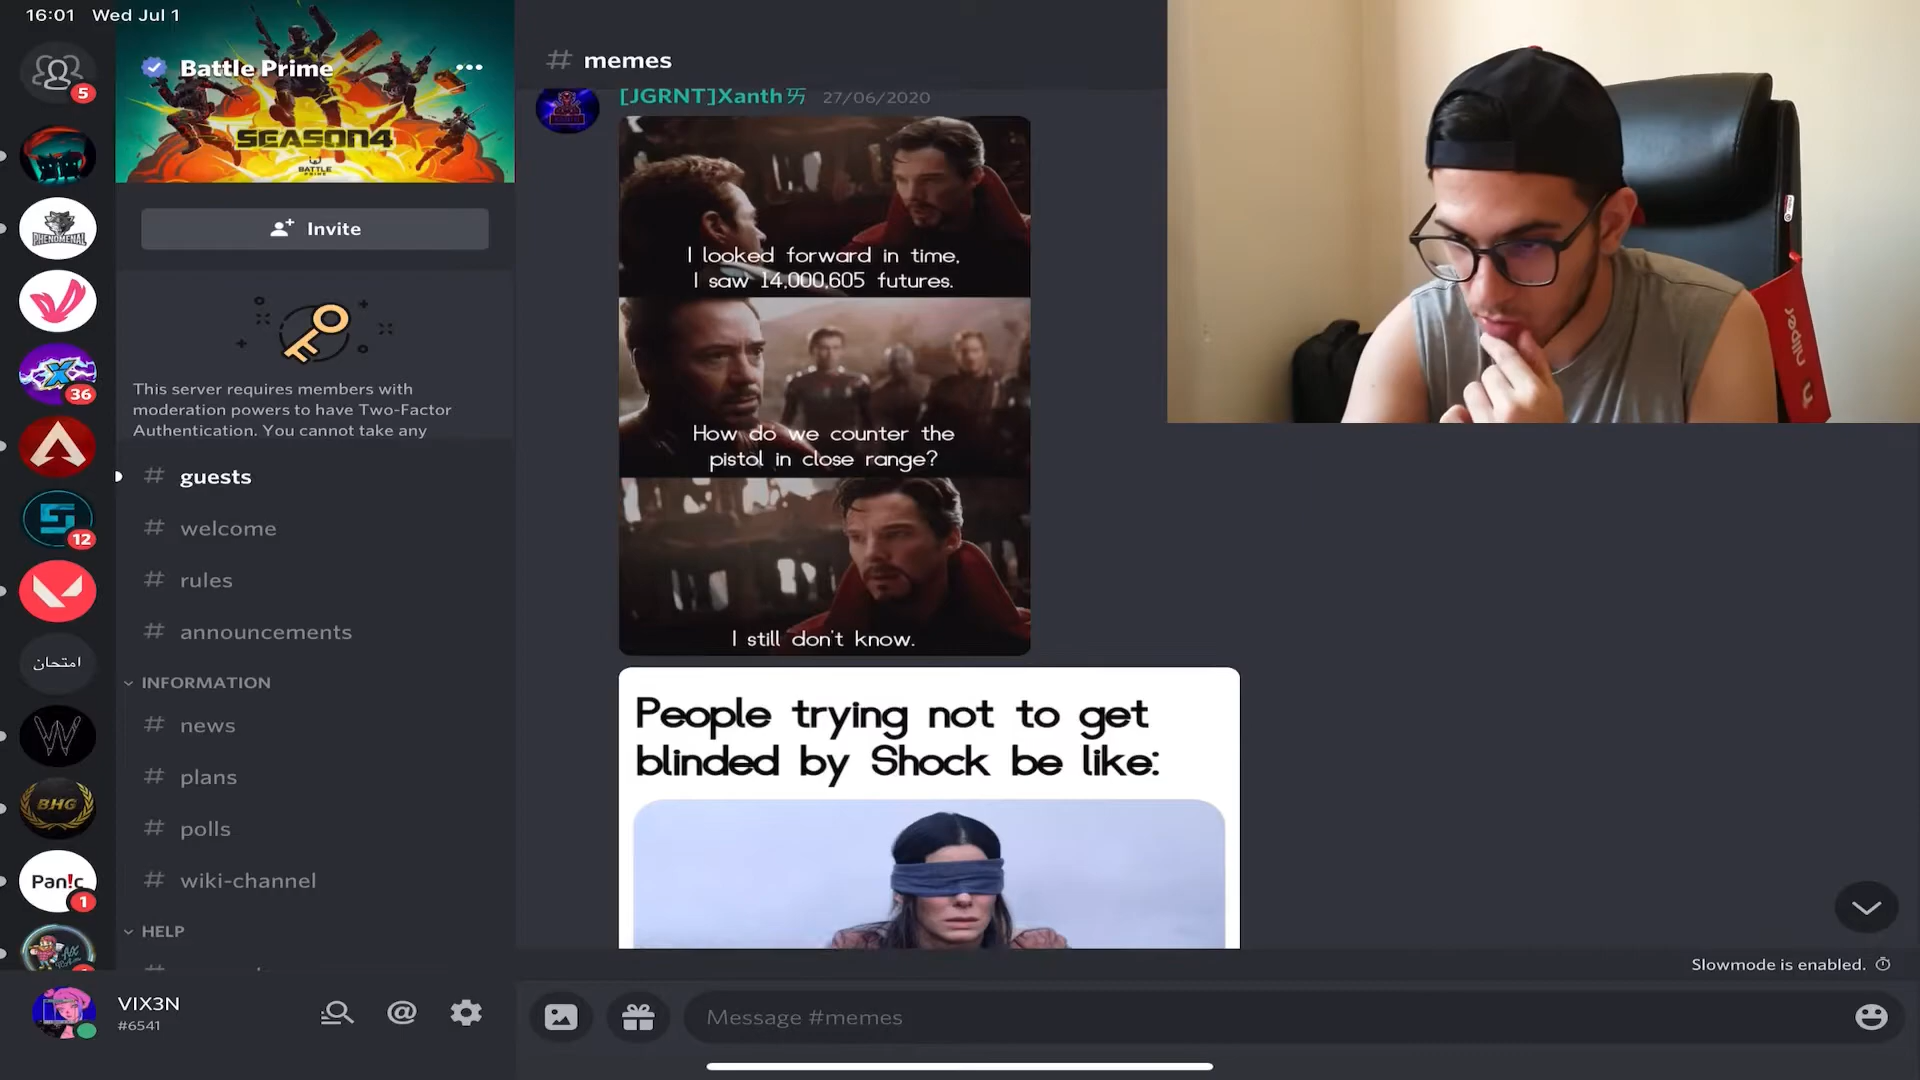 16:01 Wed Jul 1
5
Battle Prime
SEASON4
BATTLE
PRIME
Invite
This server requires members with
moderation powers to have Two-Factor
Authentication. You cannot take any
guests
welcome
rules
announcements
INFORMATION
news
plans
polls
wiki-channel
HELP
PHENOMENAL
36
12
امتحان
BHG
Pan!c
1
VIX3N
#6541
memes
[JGRNT]Xanth 27/06/2020
I looked forward in time,
I saw 14,000,605 futures.
How do we counter the
pistol in close range?
I still don't know.
People trying not to get
blinded by Shock be like:
Slowmode is enabled.
Message #memes